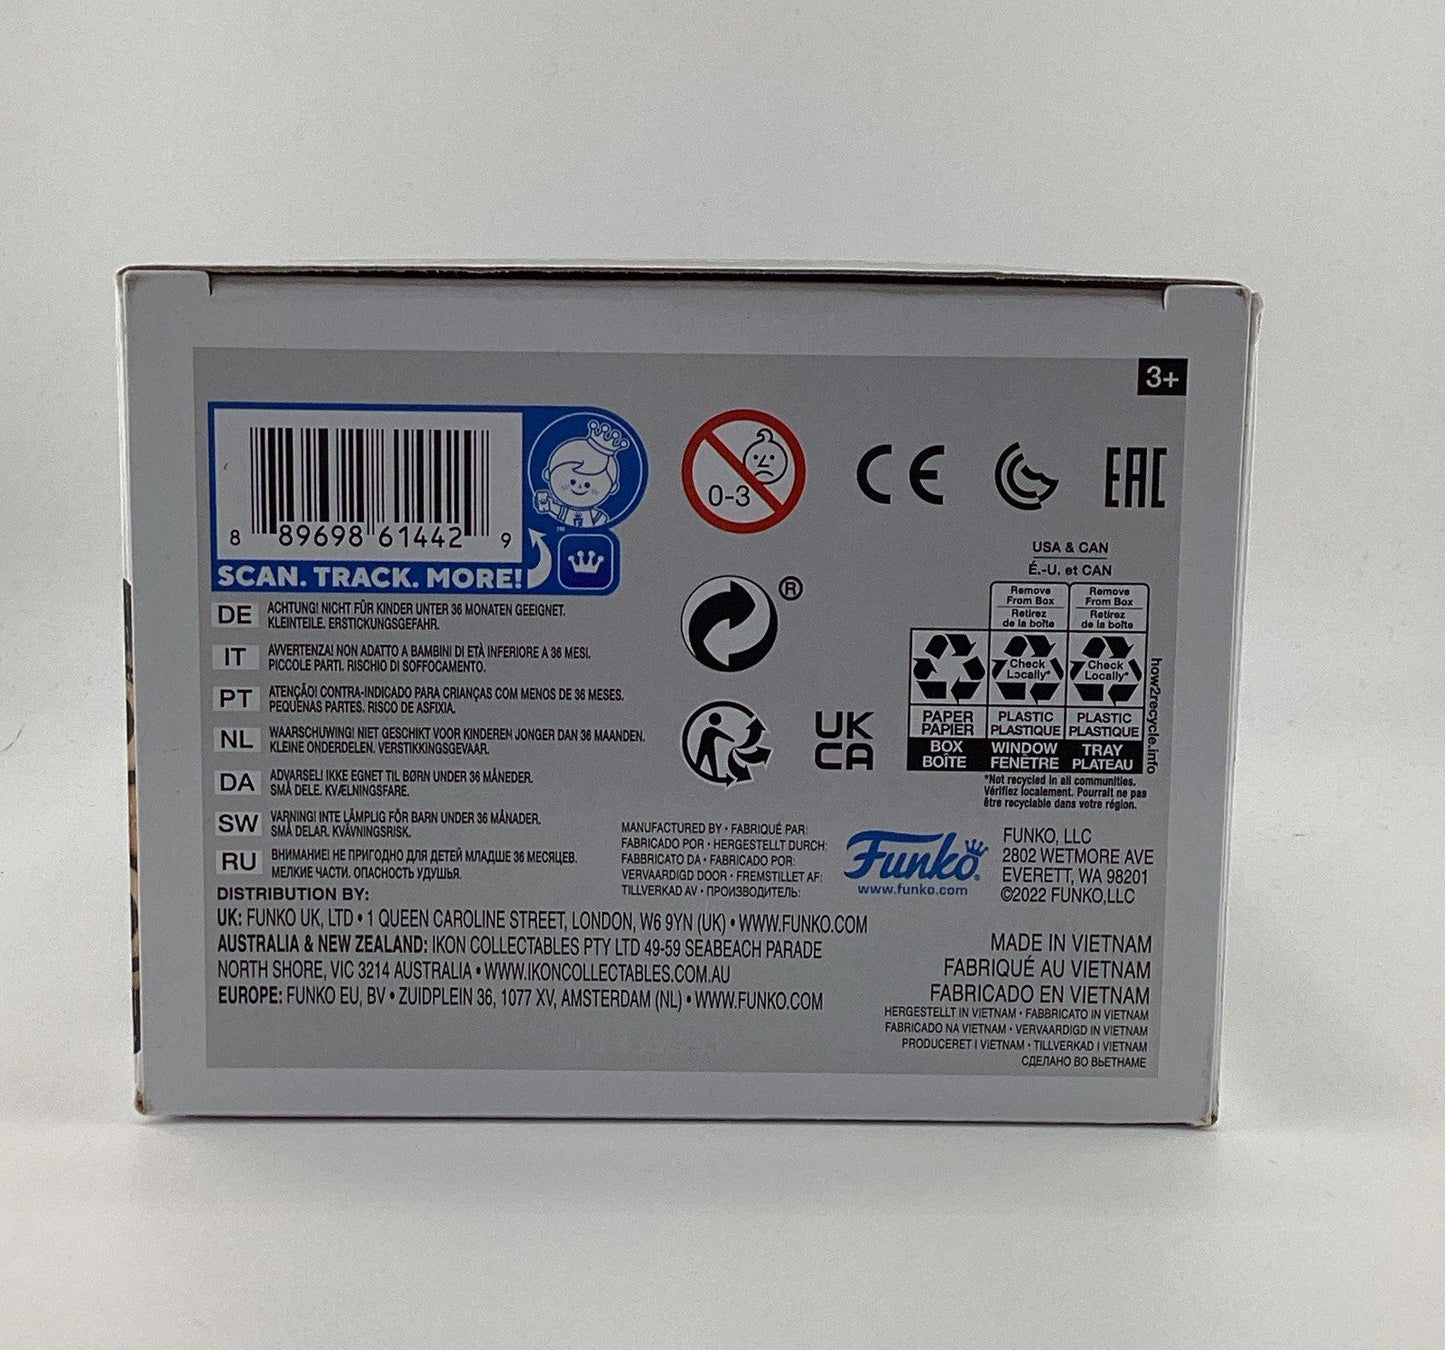 3+
8 89698 61442 9
SCAN. TRACK. MORE!
™
0-3
CE
EAC
®
UK
CA
USA & CAN
É.-U. et CAN
Remove
From Box
Retirez
de la boîte
Remove
From Box
Retirez
de la boîte
Check
Locally*
Check
Locally*
PAPER
PAPIER
BOX
BOÎTE
PLASTIC
PLASTIQUE
WINDOW
FENÊTRE
PLASTIC
PLASTIQUE
TRAY
PLATEAU
how2recycle.info
*Not recycled in all communities.
Vérifiez localement. Pourrait ne pas
être recyclable dans votre région.
DE ACHTUNG! NICHT FÜR KINDER UNTER 36 MONATEN GEEIGNET.
KLEINTEILE. ERSTICKUNGSGEFAHR.
IT AVVERTENZA! NON ADATTO A BAMBINI DI ETÀ INFERIORE A 36 MESI.
PICCOLE PARTI. RISCHIO DI SOFFOCAMENTO.
PT ATENÇÃO! CONTRA-INDICADO PARA CRIANÇAS COM MENOS DE 36 MESES.
PEQUENAS PARTES. RISCO DE ASFIXIA.
NL WAARSCHUWING! NIET GESCHIKT VOOR KINDEREN JONGER DAN 36 MAANDEN.
KLEINE ONDERDELEN. VERSTIKKINGSGEVAAR.
DA ADVARSEL! IKKE EGNET TIL BØRN UNDER 36 MÅNEDER.
SMÅ DELE. KVÆLNINGSFARE.
SW VARNING! INTE LÄMPLIG FÖR BARN UNDER 36 MÅNADER.
SMÅ DELAR. KVÄVNINGSRISK.
RU ВНИМАНИЕ! НЕ ПРИГОДНО ДЛЯ ДЕТЕЙ МЛАДШЕ 36 МЕСЯЦЕВ.
МЕЛКИЕ ЧАСТИ. ОПАСНОСТЬ УДУШЬЯ.
MANUFACTURED BY • FABRIQUÉ PAR:
FABRICADO POR • HERGESTELLT DURCH:
FABBRICATO DA • FABRICADO POR:
VERVAARDIGD DOOR • FREMSTILLET AF:
TILLVERKAD AV • ПРОИЗВОДИТЕЛЬ:
Funko®
www.funko.com
FUNKO, LLC
2802 WETMORE AVE
EVERETT, WA 98201
©2022 FUNKO,LLC
DISTRIBUTION BY:
UK: FUNKO UK, LTD • 1 QUEEN CAROLINE STREET, LONDON, W6 9YN (UK) • WWW.FUNKO.COM
AUSTRALIA & NEW ZEALAND: IKON COLLECTABLES PTY LTD 49-59 SEABEACH PARADE
NORTH SHORE, VIC 3214 AUSTRALIA • WWW.IKONCOLLECTABLES.COM.AU
EUROPE: FUNKO EU, BV • ZUIDPLEIN 36, 1077 XV, AMSTERDAM (NL) • WWW.FUNKO.COM
MADE IN VIETNAM
FABRIQUÉ AU VIETNAM
FABRICADO EN VIETNAM
HERGESTELLT IN VIETNAM • FABBRICATO IN VIETNAM
FABRICADO NA VIETNAM • VERVAARDIGD IN VIETNAM
PRODUCERET I VIETNAM • TILLVERKAD I VIETNAM
СДЕЛАНО ВО ВЬЕТНАМЕ